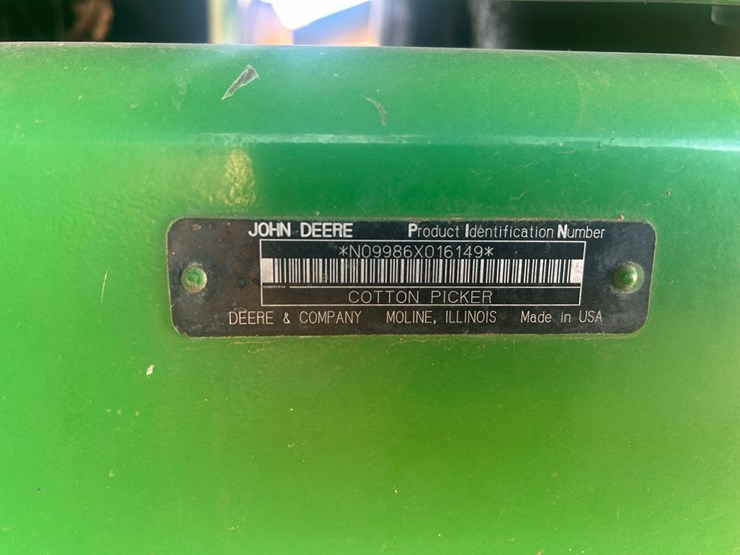 JOHN DEERE Product Identification Number
*N09986X016149*
COTTON PICKER
DEERE & COMPANY MOLINE, ILLINOIS Made in USA